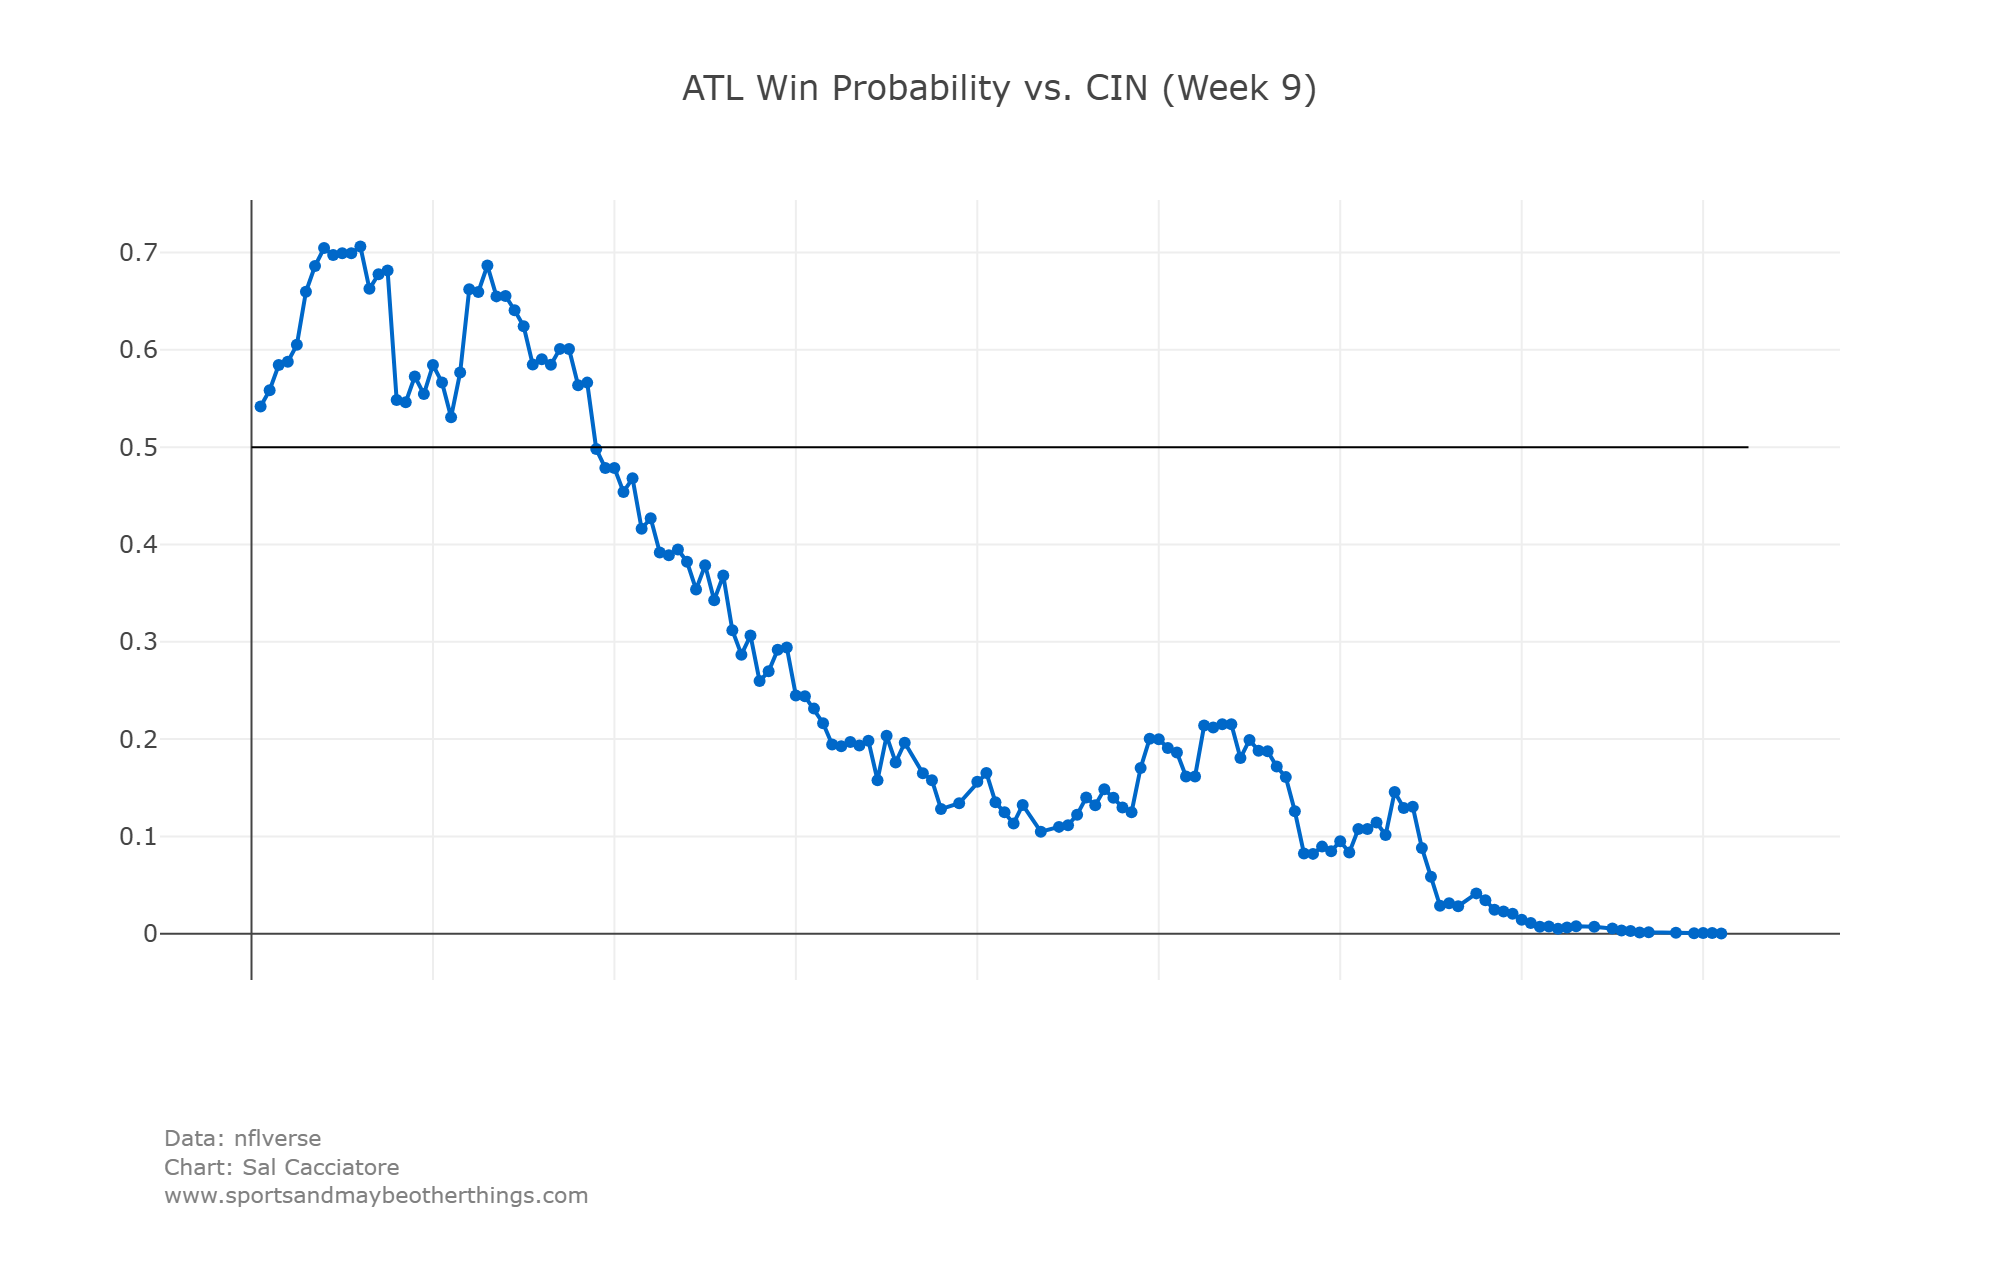 ATL Win Probability vs. CIN (Week 9)
0.7
0.6
0.5
0.4
0.3
0.2
0.1
0
Data: nflverse
Chart: Sal Cacciatore
www.sportsandmaybeotherthings.com